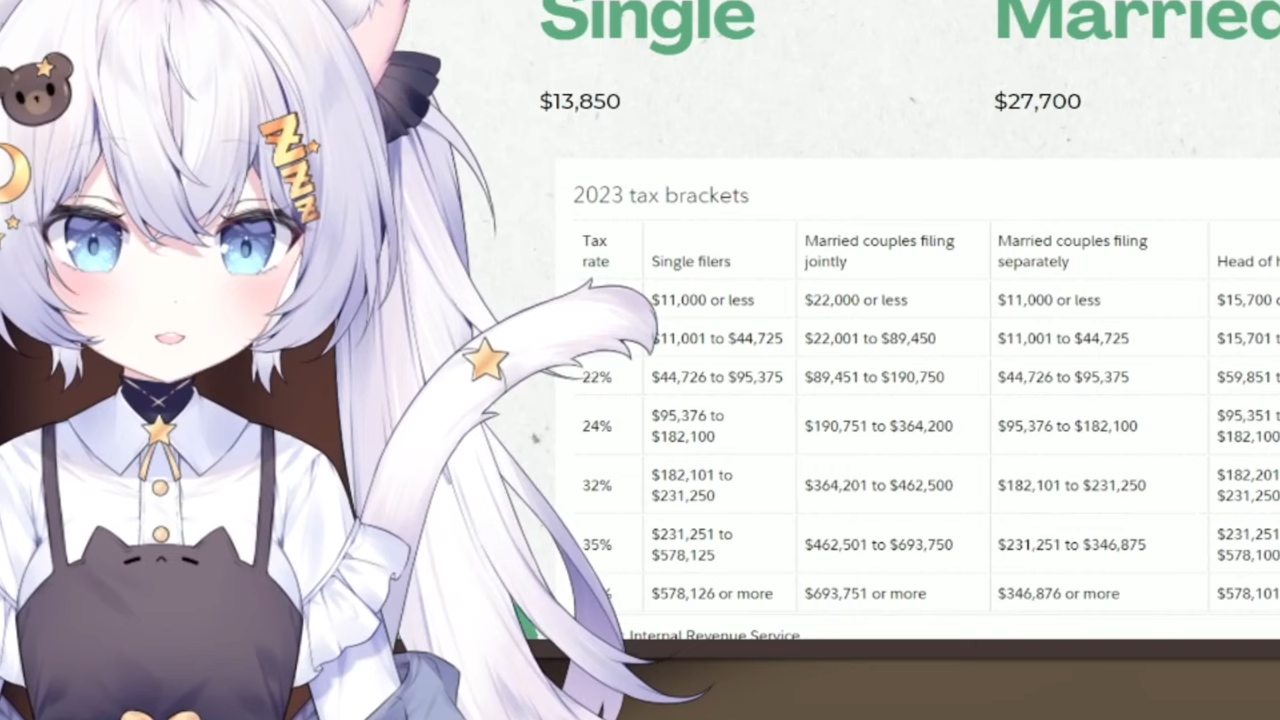 Single Married
$13,850 $27,700
Zzzz
2023 tax brackets
Tax rate Single filers Married couples filing jointly Married couples filing separately Head of
$11,000 or less $22,000 or less $11,000 or less $15,700
$11,001 to $44,725 $22,001 to $89,450 $11,001 to $44,725 $15,701
22% $44,726 to $95,375 $89,451 to $190,750 $44,726 to $95,375 $59,851
24% $95,376 to $182,100 $190,751 to $364,200 $95,376 to $182,100 $95,351 $182,100
32% $182,101 to $231,250 $364,201 to $462,500 $182,101 to $231,250 $182,201 $231,250
35% $231,251 to $578,125 $462,501 to $693,750 $231,251 to $346,875 $231,251 $578,100
% $578,126 or more $693,751 or more $346,876 or more $578,101
Internal Revenue Service